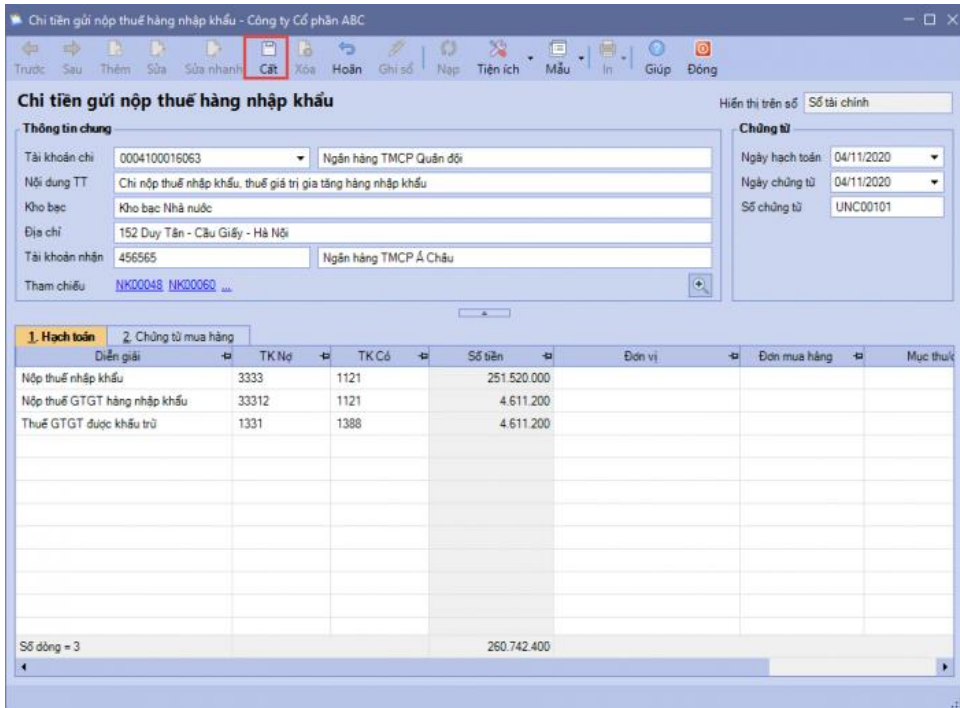 Chi tiền gửi nộp thuế hàng nhập khẩu - Công ty Cổ phần ABC
Trước Sau Thêm Sửa Sửa nhanh Cất Xóa Hoãn Ghi sổ Nạp Tiện ích Mẫu In Giúp Đóng
Chi tiền gửi nộp thuế hàng nhập khẩu
Hiển thị trên sổ Sổ tài chính
Thông tin chung
Chứng từ
Tài khoản chi 0004100016063 Ngân hàng TMCP Quân đội
Ngày hạch toán 04/11/2020
Nội dung TT Chi nộp thuế nhập khẩu, thuế giá trị gia tăng hàng nhập khẩu
Ngày chứng từ 04/11/2020
Kho bạc Kho bạc Nhà nước
Số chứng từ UNC00101
Địa chỉ 152 Duy Tân - Cầu Giấy - Hà Nội
Tài khoản nhận 456565 Ngân hàng TMCP Á Châu
Tham chiếu NK00048 NK00060 ...
1. Hạch toán 2. Chứng từ mua hàng
Diễn giải TK Nợ TK Có Số tiền Đơn vị Đơn mua hàng Mục thu/c
Nộp thuế nhập khẩu 3333 1121 251.520.000
Nộp thuế GTGT hàng nhập khẩu 33312 1121 4.611.200
Thuế GTGT được khấu trừ 1331 1388 4.611.200
Số dòng = 3 260.742.400